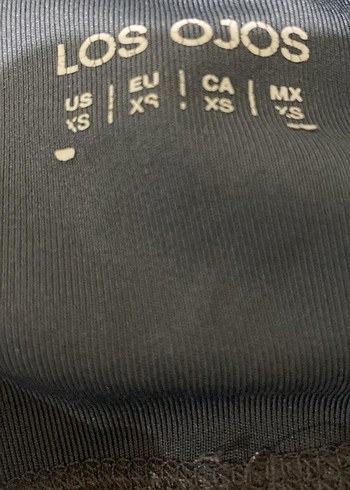 LOS OJOS
US | EU | CA | MX
XS XS XS XS